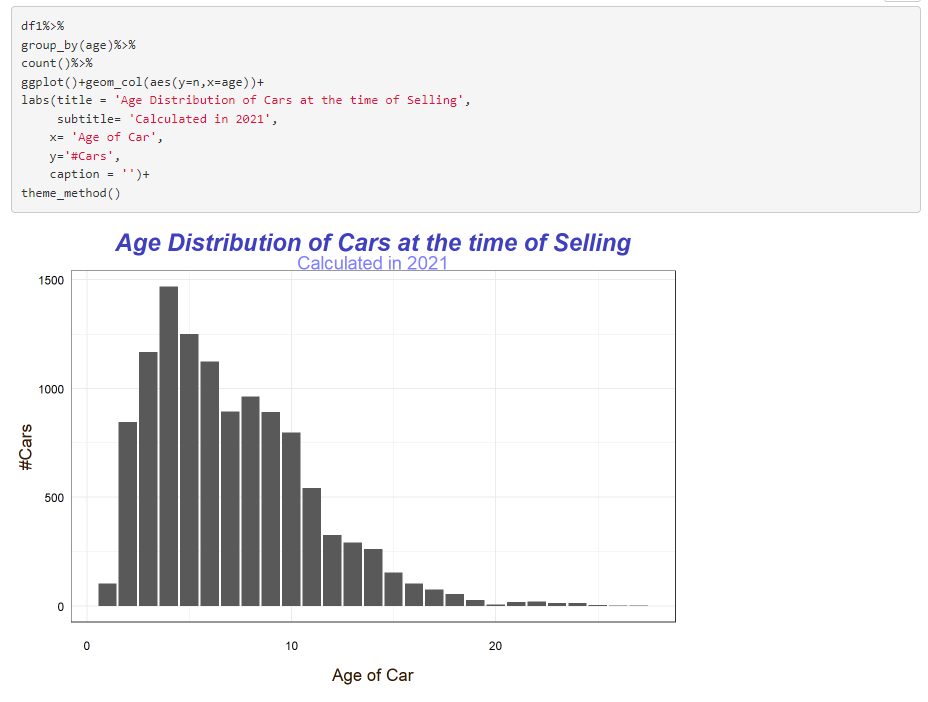 df1%>%
group_by(age)%>%
count()%>%
ggplot()+geom_col(aes(y=n,x=age))+
labs(title = 'Age Distribution of Cars at the time of Selling',
     subtitle= 'Calculated in 2021',
    x= 'Age of Car',
    y='#Cars',
    caption = '')+
theme_method()
Age Distribution of Cars at the time of Selling
Calculated in 2021
1500
1000
500
0
#Cars
0 10 20
Age of Car